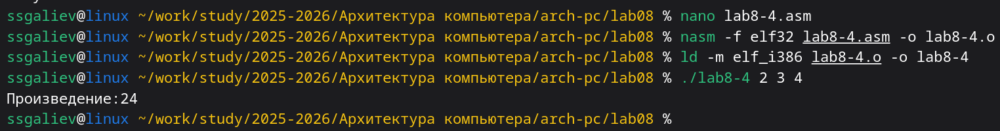 ssgaliev@linux ~/work/study/2025-2026/Архитектура компьютера/arch-pc/lab08 % nano lab8-4.asm
ssgaliev@linux ~/work/study/2025-2026/Архитектура компьютера/arch-pc/lab08 % nasm -f elf32 lab8-4.asm -o lab8-4.o
ssgaliev@linux ~/work/study/2025-2026/Архитектура компьютера/arch-pc/lab08 % ld -m elf_i386 lab8-4.o -o lab8-4
ssgaliev@linux ~/work/study/2025-2026/Архитектура компьютера/arch-pc/lab08 % ./lab8-4 2 3 4
Произведение:24
ssgaliev@linux ~/work/study/2025-2026/Архитектура компьютера/arch-pc/lab08 %